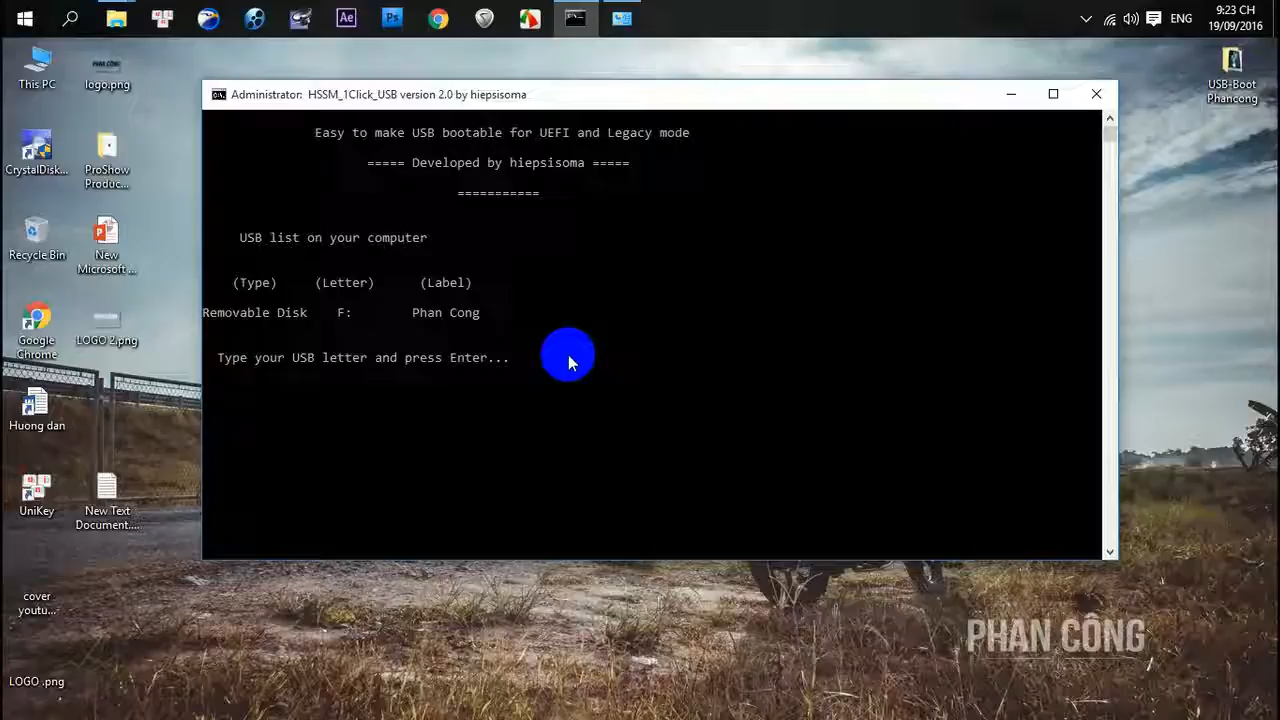 9:23 CH
ENG
19/09/2016
This PC
logo.png
USB-Boot
Phancong
Administrator: HSSM_1Click_USB version 2.0 by hiepsisoma
Easy to make USB bootable for UEFI and Legacy mode
===== Developed by hiepsisoma =====
===========
USB list on your computer
(Type) (Letter) (Label)
Removable Disk F: Phan Cong
Type your USB letter and press Enter...
CrystalDisk...
ProShow
Produc...
Recycle Bin
New
Microsoft ...
Google
Chrome
LOGO 2.png
Huong dan
UniKey
New Text
Document....
cover
youtu...
LOGO .png
Ae
Ps
PHAN CÔNG